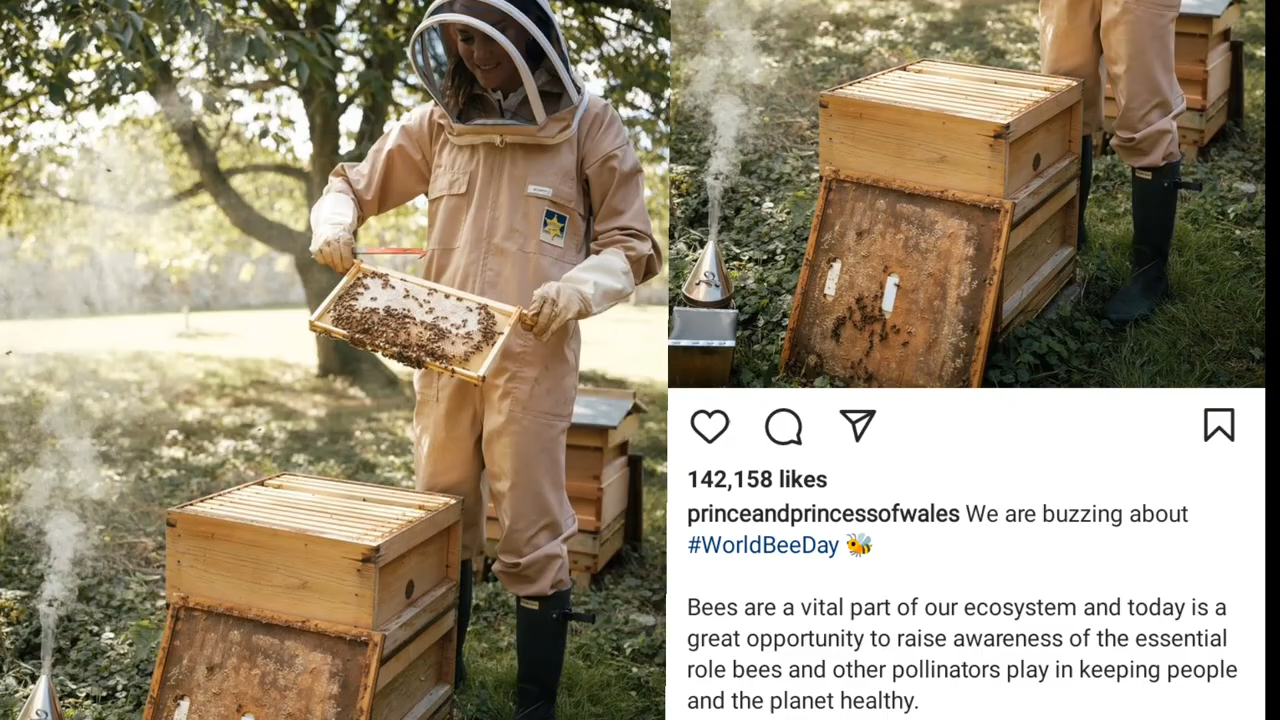 142,158 likes
princeandprincessofwales We are buzzing about
#WorldBeeDay 🐝
Bees are a vital part of our ecosystem and today is a
great opportunity to raise awareness of the essential
role bees and other pollinators play in keeping people
and the planet healthy.